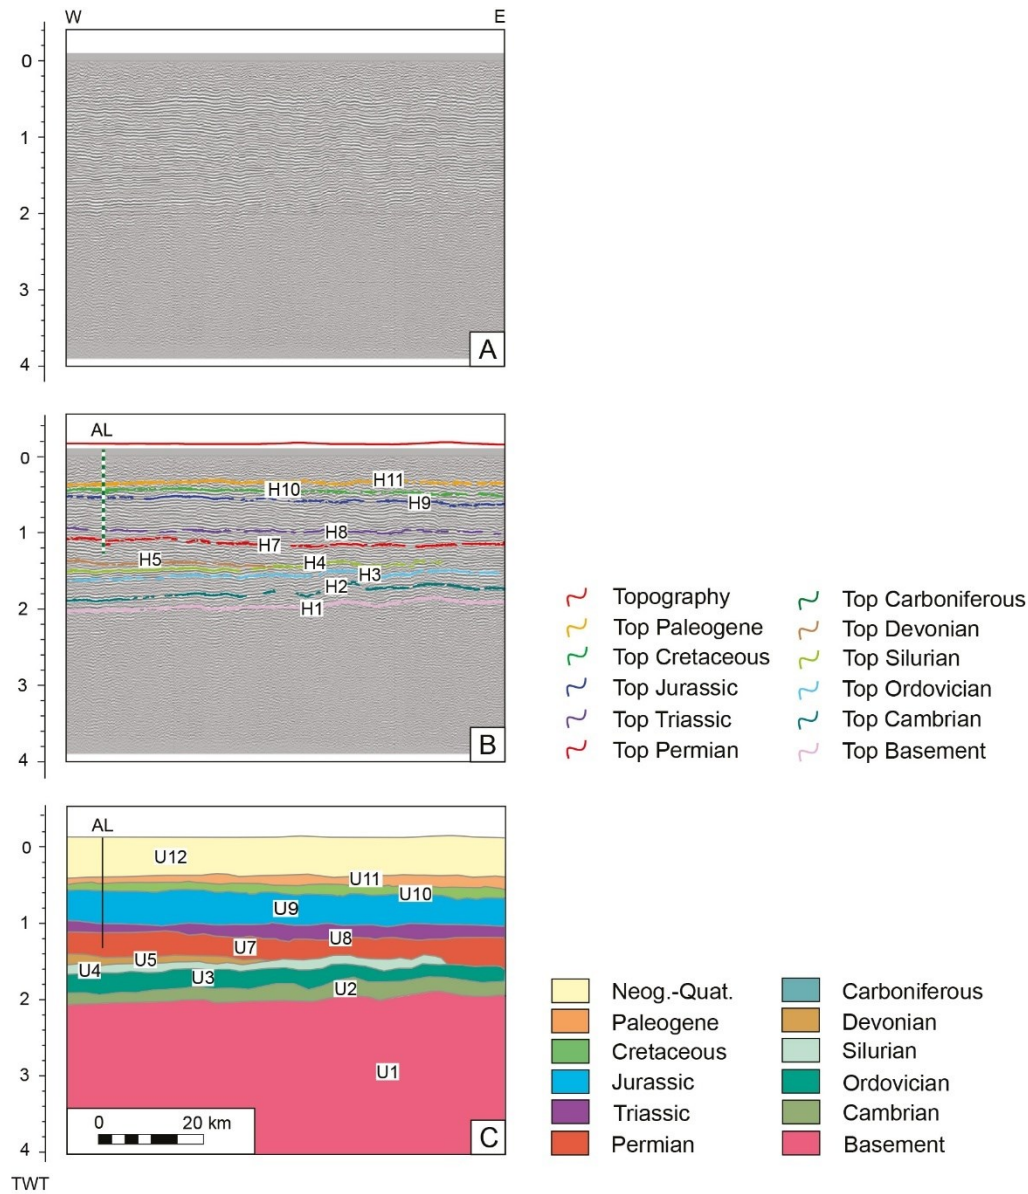 W E
0
1
2
3
4
A
AL
0
H11
H10
H9
1
H8
H7
H5
H4
H3
H2
2
H1
3
4
B
Topography
Top Paleogene
Top Cretaceous
Top Jurassic
Top Triassic
Top Permian
Top Carboniferous
Top Devonian
Top Silurian
Top Ordovician
Top Cambrian
Top Basement
AL
0
U12
U11
U10
U9
1
U8
U7
U5
U4
U3
U2
2
U1
3
0 20 km
4
C
TWT
Neog.-Quat.
Paleogene
Cretaceous
Jurassic
Triassic
Permian
Carboniferous
Devonian
Silurian
Ordovician
Cambrian
Basement